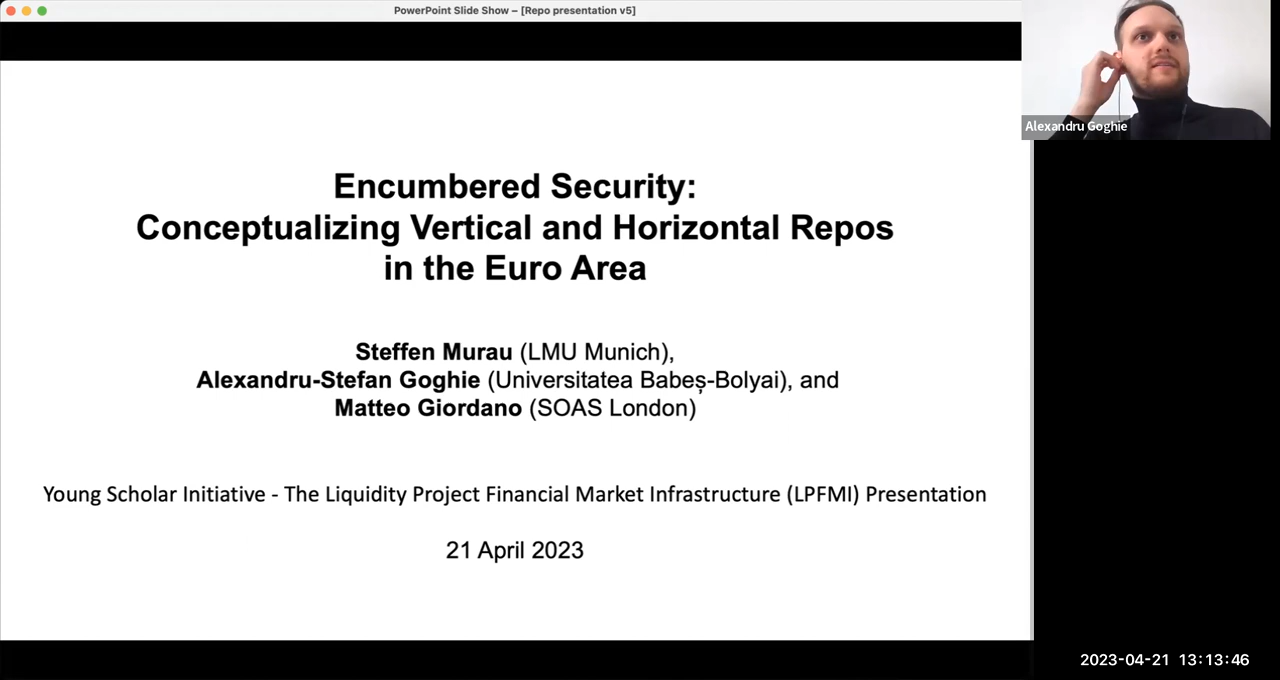 PowerPoint Slide Show – [Repo presentation v5]
Alexandru Goghie
Encumbered Security:
Conceptualizing Vertical and Horizontal Repos
in the Euro Area
Steffen Murau (LMU Munich),
Alexandru-Stefan Goghie (Universitatea Babeș-Bolyai), and
Matteo Giordano (SOAS London)
Young Scholar Initiative - The Liquidity Project Financial Market Infrastructure (LPFMI) Presentation
21 April 2023
2023-04-21 13:13:46